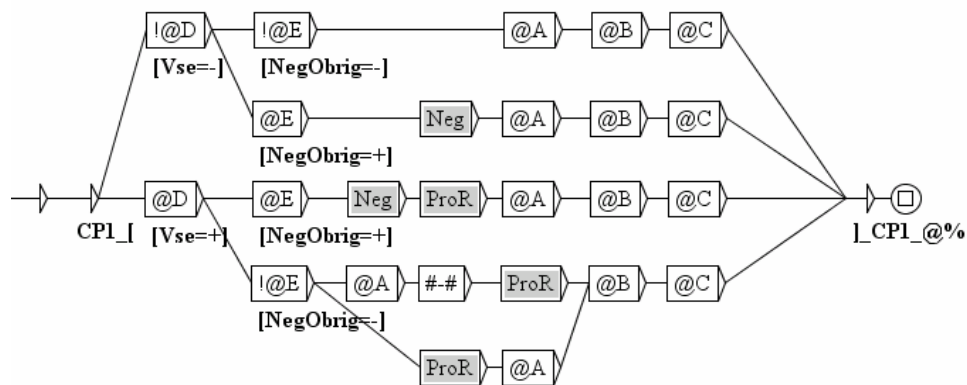 !@D !@E @A @B @C
[Vse=-] [NegObrig=-]
@E Neg @A @B @C
[NegObrig=+]
@D @E Neg ProR @A @B @C
CP1_[ [Vse=+] [NegObrig=+] ]_CP1_@%
!@E @A #-# ProR @B @C
[NegObrig=-]
ProR @A